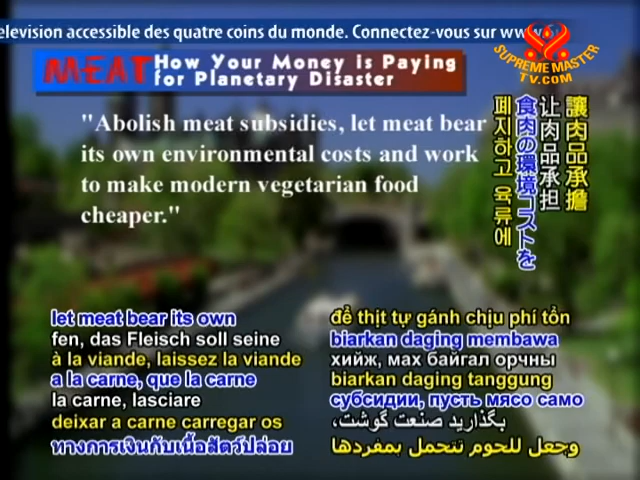 elevision accessible des quatre coins du monde. Connectez-vous sur www
SUPREME MASTER
TV.COM
MEAT How Your Money is Paying
for Planetary Disaster
"Abolish meat subsidies, let meat bear
its own environmental costs and work
to make modern vegetarian food
cheaper."
讓肉品承擔
让肉品承担
食肉の環境コストを
폐지하고 육류에
let meat bear its own
fen, das Fleisch soll seine
à la viande, laissez la viande
a la carne, que la carne
la carne, lasciare
deixar a carne carregar os
ทางการเงินกับเนื้อสัตว์ปล่อย
để thịt tự gánh chịu phí tổn
biarkan daging membawa
хийж, мах байгал орчны
biarkan daging tanggung
субсидии, пусть мясо само
بگذارید صنعت گوشت،
وجعل للحوم تتحمل بمفردها